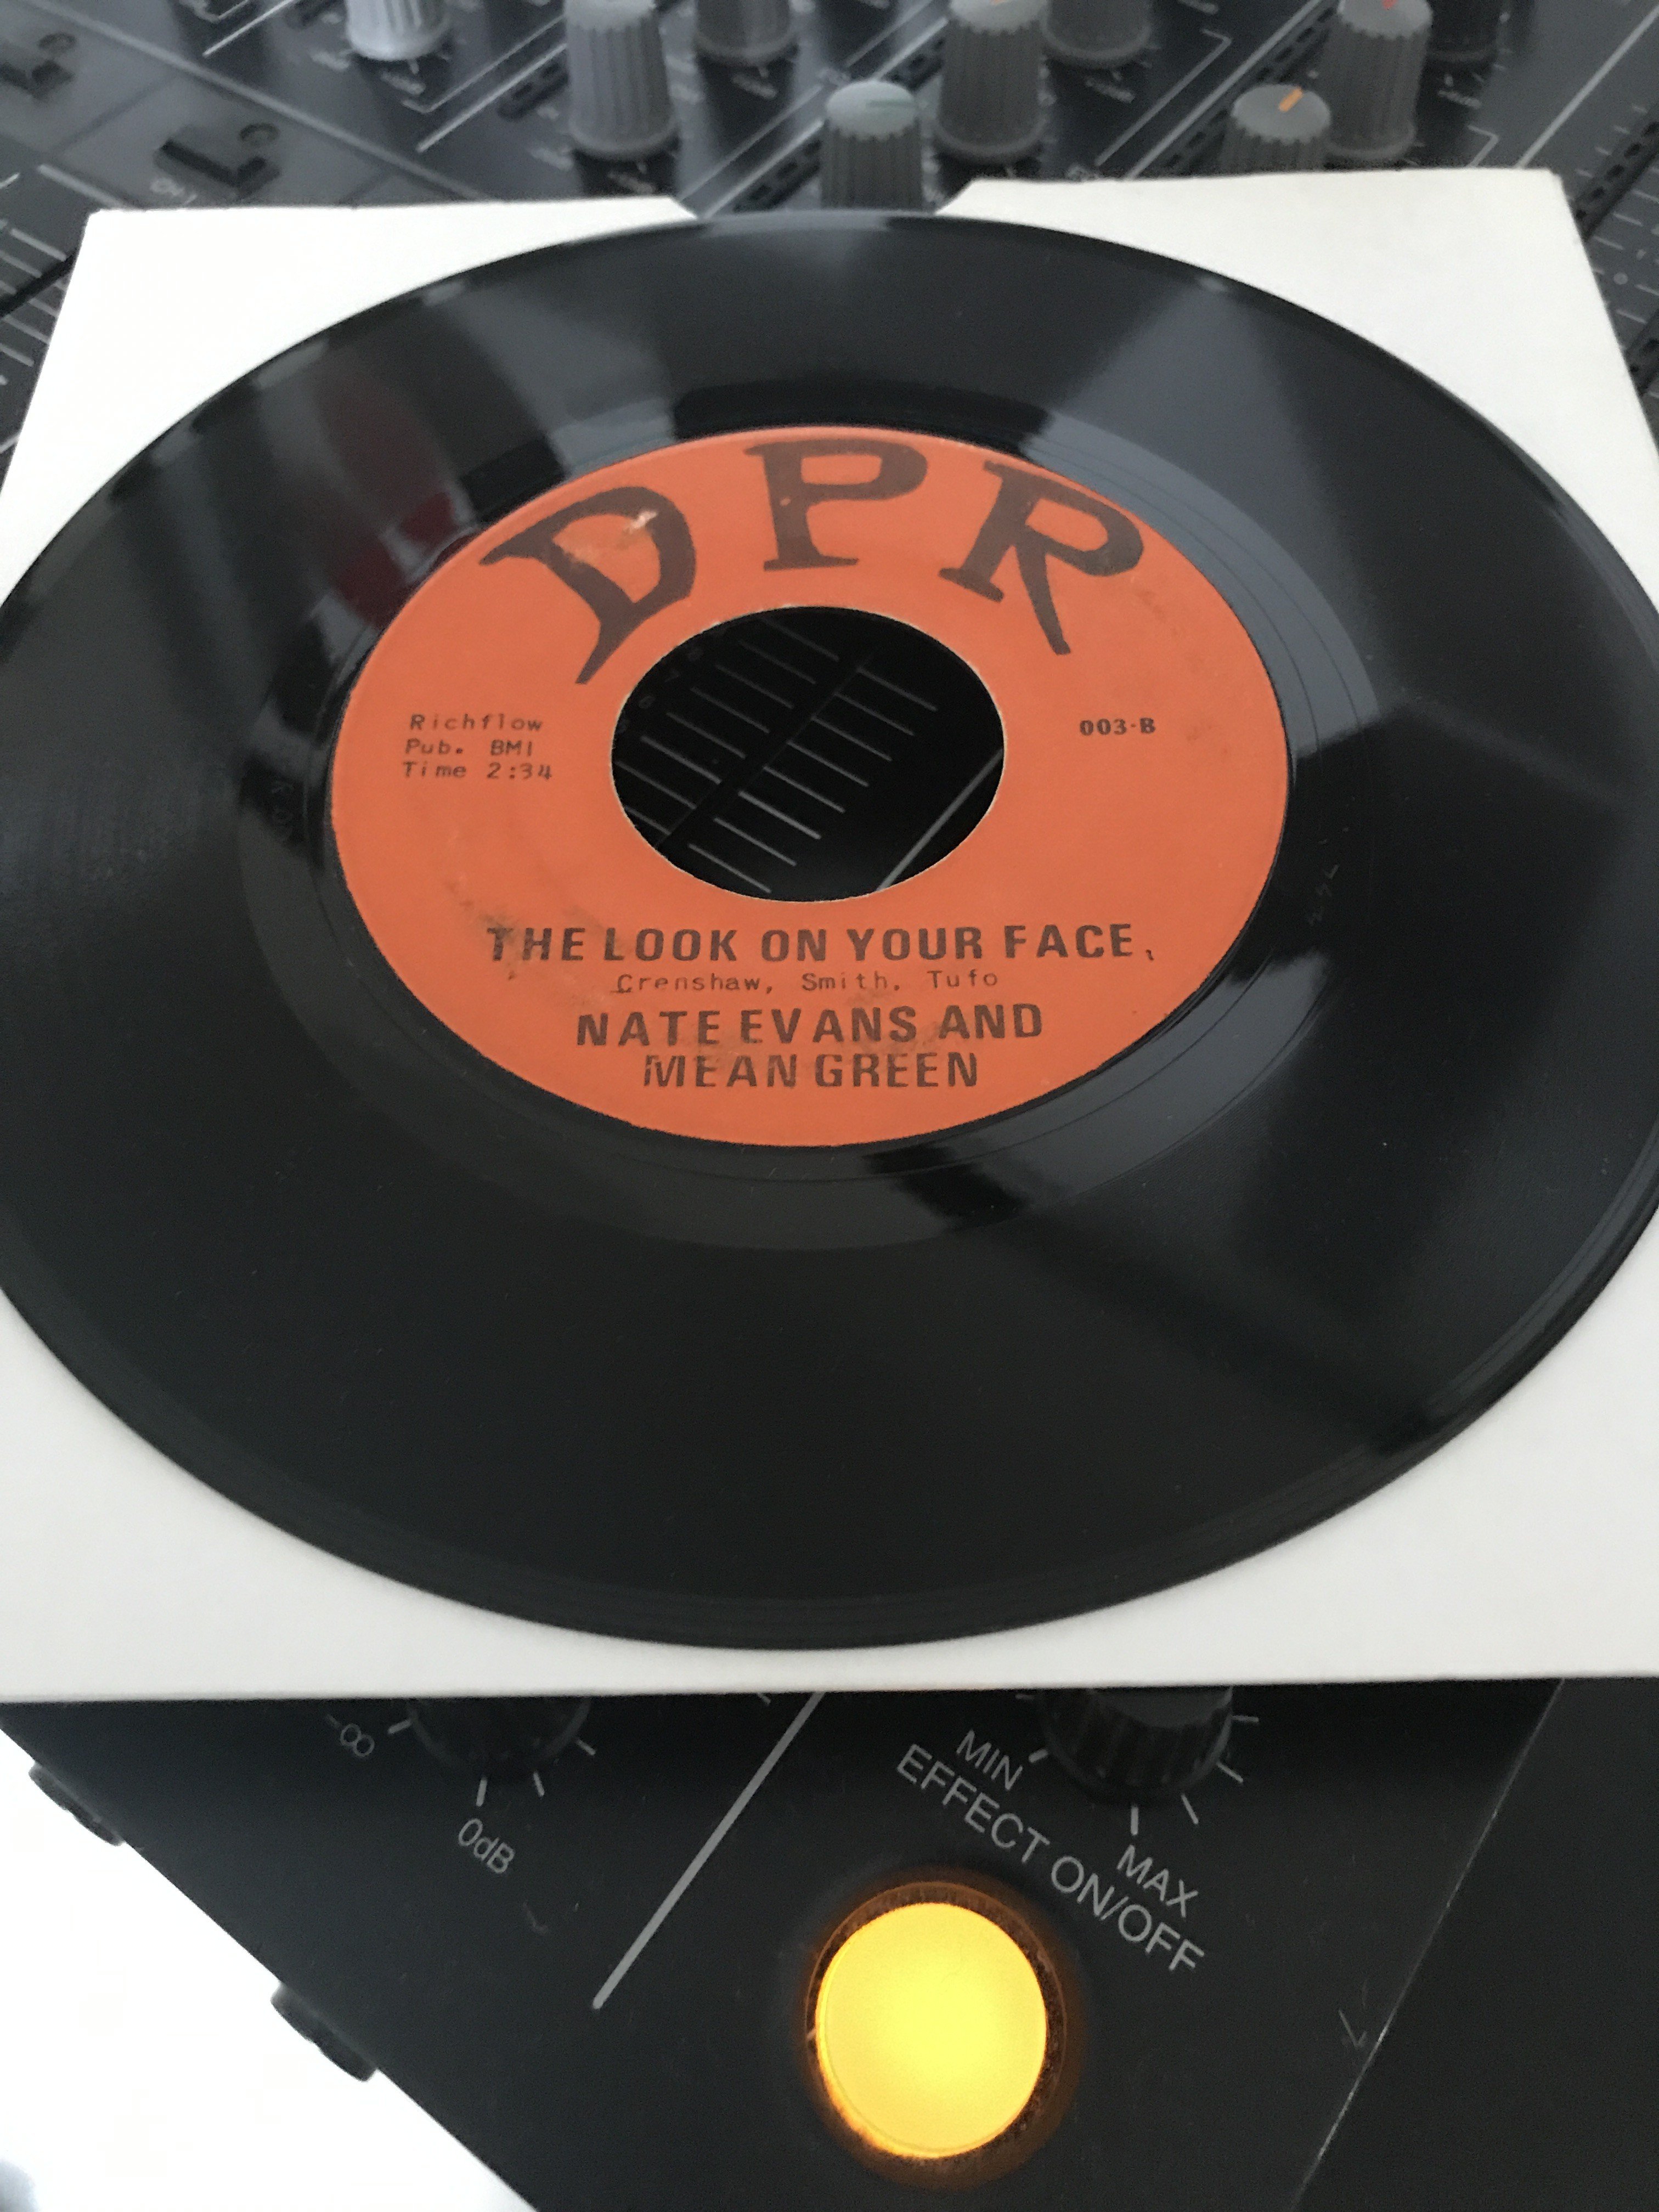 DPR
Richflow
Pub. BMI
Time 2:34
003-B
THE LOOK ON YOUR FACE,
Crenshaw, Smith, Tufo
NATE EVANS AND
MEAN GREEN
-∞
0dB
MIN
MAX
EFFECT ON/OFF